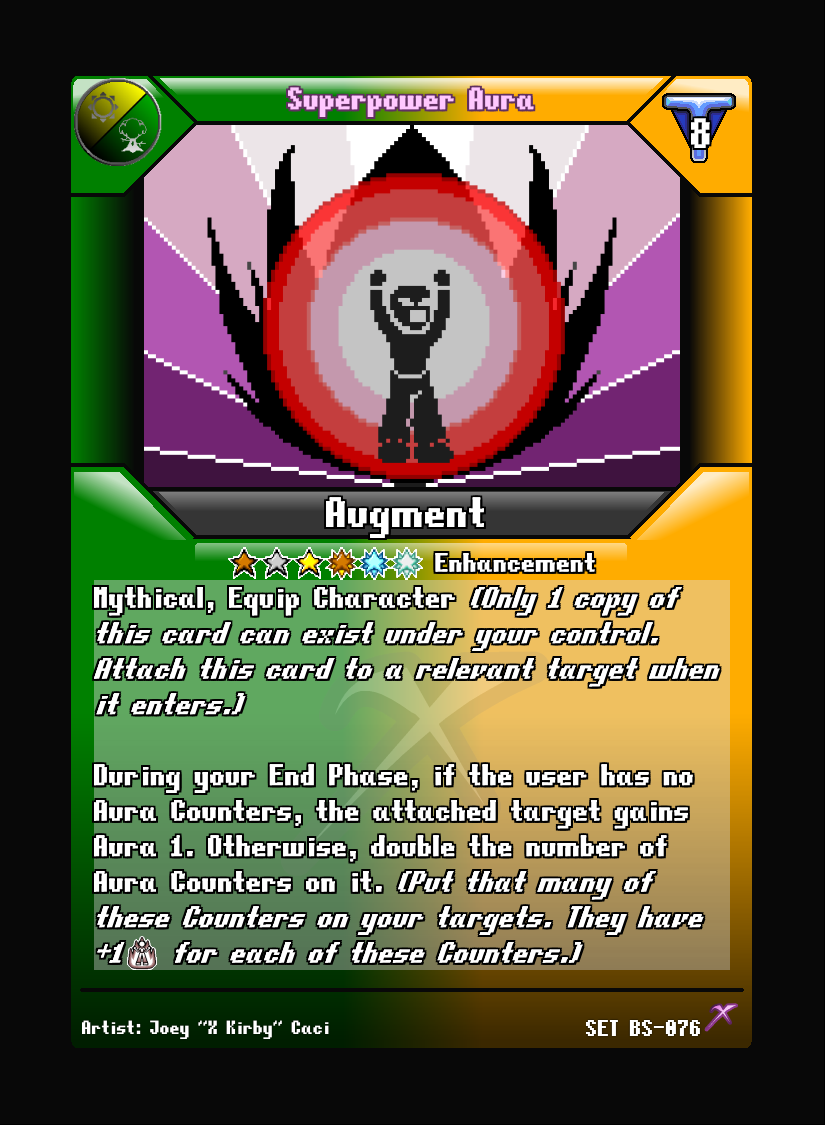 Superpower Aura
8
Augment
Enhancement
Mythical, Equip Character (Only 1 copy of
this card can exist under your control.
Attach this card to a relevant target when
it enters.)
During your End Phase, if the user has no
Aura Counters, the attached target gains
Aura 1. Otherwise, double the number of
Aura Counters on it. (Put that many of
these Counters on your targets. They have
+1 for each of these Counters.)
Artist: Joey "X Kirby" Caci
SET BS-076